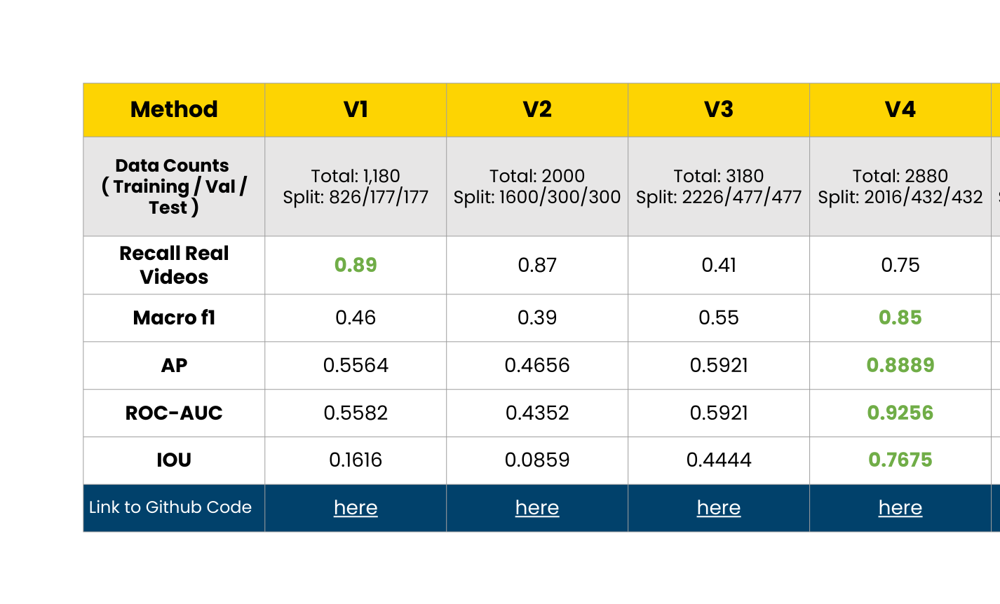 Method V1 V2 V3 V4
Data Counts
( Training / Val /
Test )
Total: 1,180
Split: 826/177/177
Total: 2000
Split: 1600/300/300
Total: 3180
Split: 2226/477/477
Total: 2880
Split: 2016/432/432
Recall Real
Videos
0.89 0.87 0.41 0.75
Macro f1 0.46 0.39 0.55 0.85
AP 0.5564 0.4656 0.5921 0.8889
ROC-AUC 0.5582 0.4352 0.5921 0.9256
IOU 0.1616 0.0859 0.4444 0.7675
Link to Github Code here here here here